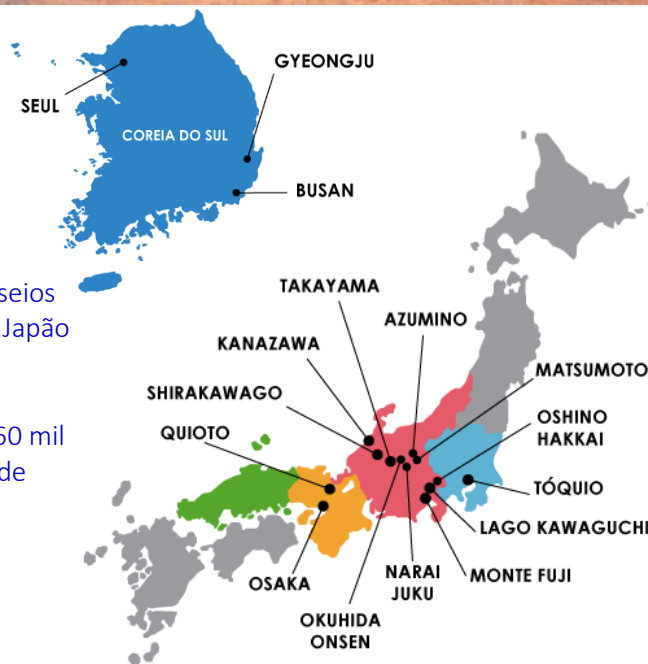 GYEONGJU
SEUL
COREIA DO SUL
BUSAN
seios
Japão
60 mil
de
TAKAYAMA
AZUMINO
KANAZAWA
MATSUMOTO
SHIRAKAWAGO
OSHINO
HAKKAI
QUIOTO
TÓQUIO
LAGO KAWAGUCHI
OSAKA
NARAI
JUKU
MONTE FUJI
OKUHIDA
ONSEN